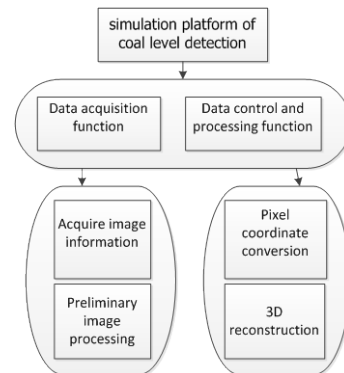 simulation platform of
coal level detection
Data acquisition
function
Data control and
processing function
Acquire image
information
Preliminary
image
processing
Pixel
coordinate
conversion
3D
reconstruction